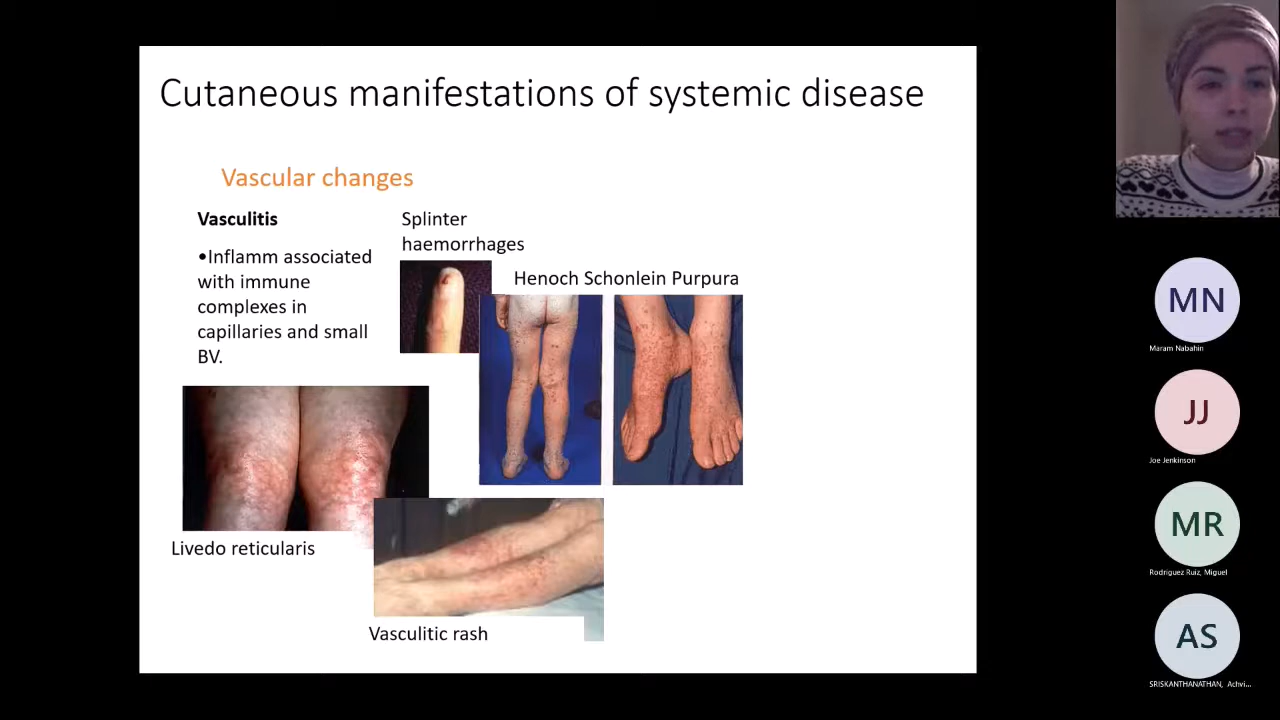 Cutaneous manifestations of systemic disease
Vascular changes
Vasculitis
•Inflamm associated
with immune
complexes in
capillaries and small
BV.
Splinter
haemorrhages
Henoch Schonlein Purpura
Livedo reticularis
Vasculitic rash
MN
Maram Nabahin
JJ
Joe Jenkinson
MR
Rodriguez Ruiz, Miguel
AS
SRISKANTHANATHAN, Achvi...